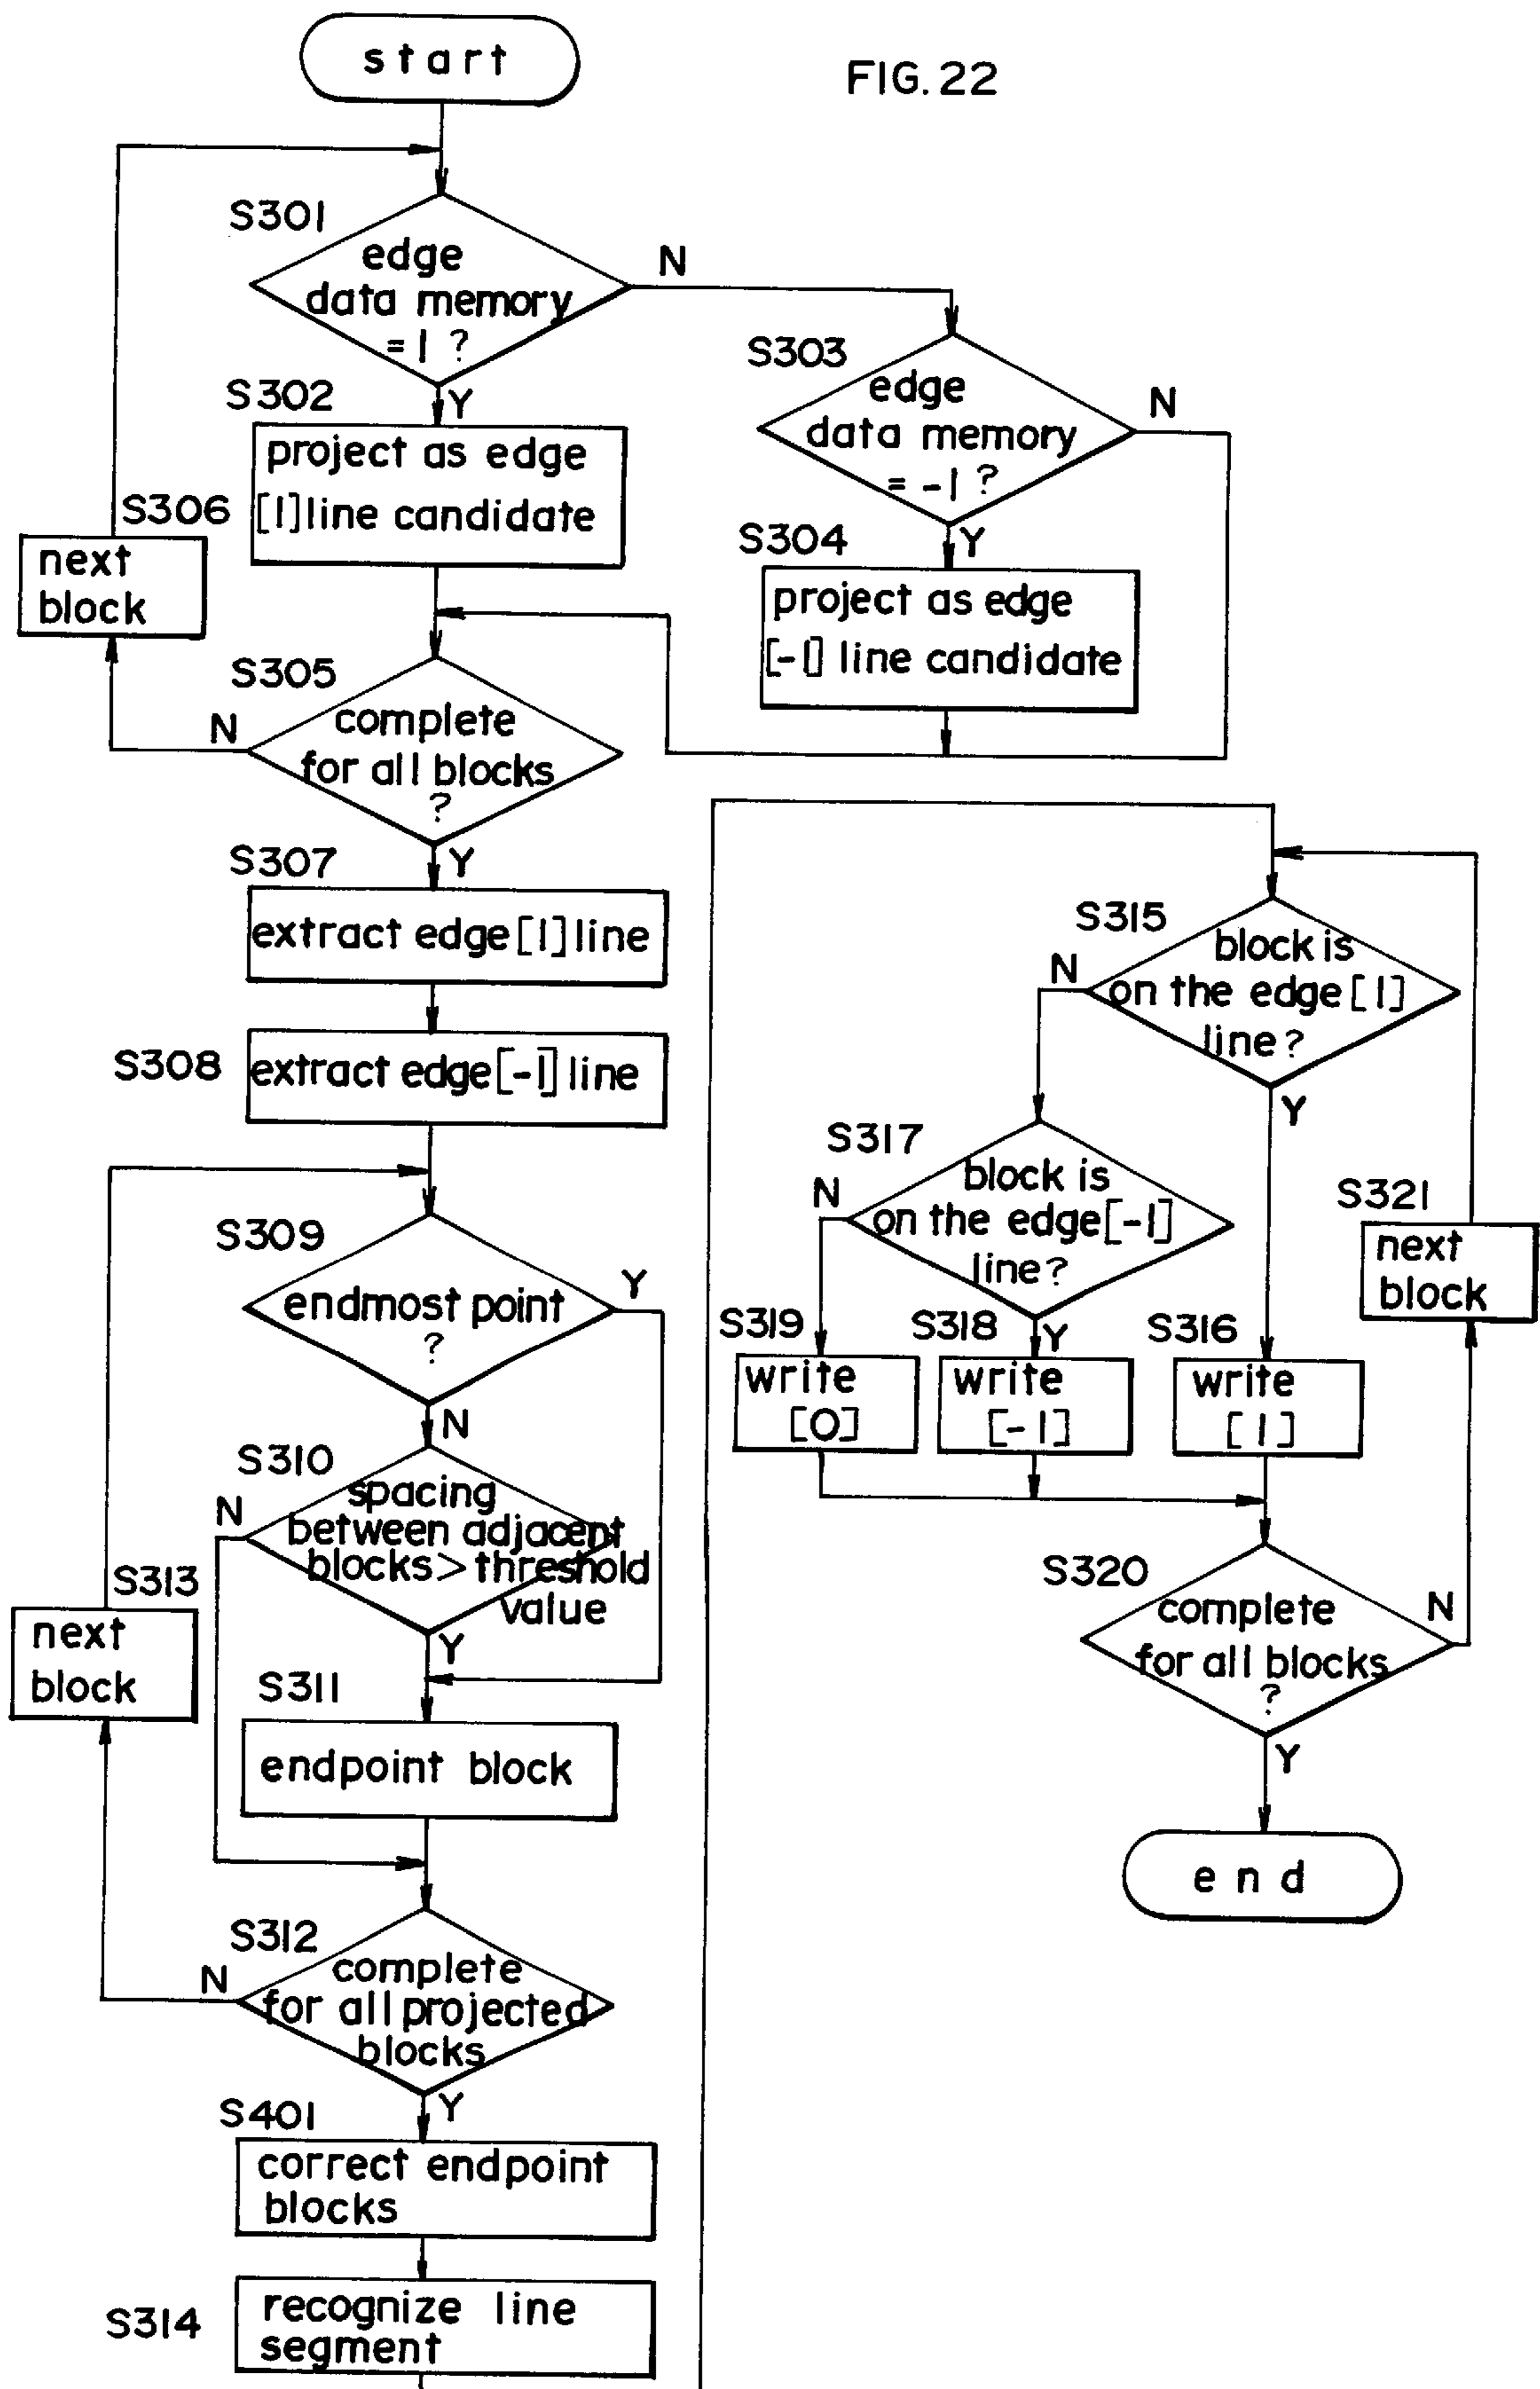 start
FIG. 22
S301
edge
data memory
= 1 ?
N
Y
S303
edge
data memory
= -1 ?
N
Y
S302
project as edge
[1] line candidate
S304
project as edge
[-1] line candidate
S306
next
block
S305
complete
for all blocks
?
N
Y
S307
extract edge [1] line
S308
extract edge [-1] line
S309
endmost point
?
Y
N
S310
spacing
between adjacent
blocks > threshold
value
N
Y
S313
next
block
S311
endpoint block
S312
complete
for all projected
blocks
N
Y
S401
correct endpoint
blocks
S314
recognize line
segment
S315
block is
on the edge [1]
line?
N
Y
S317
block is
on the edge [-1]
line?
N
Y
S321
next
block
S319
write
[0]
S318
write
[-1]
S316
write
[1]
S320
complete
for all blocks
?
N
Y
end